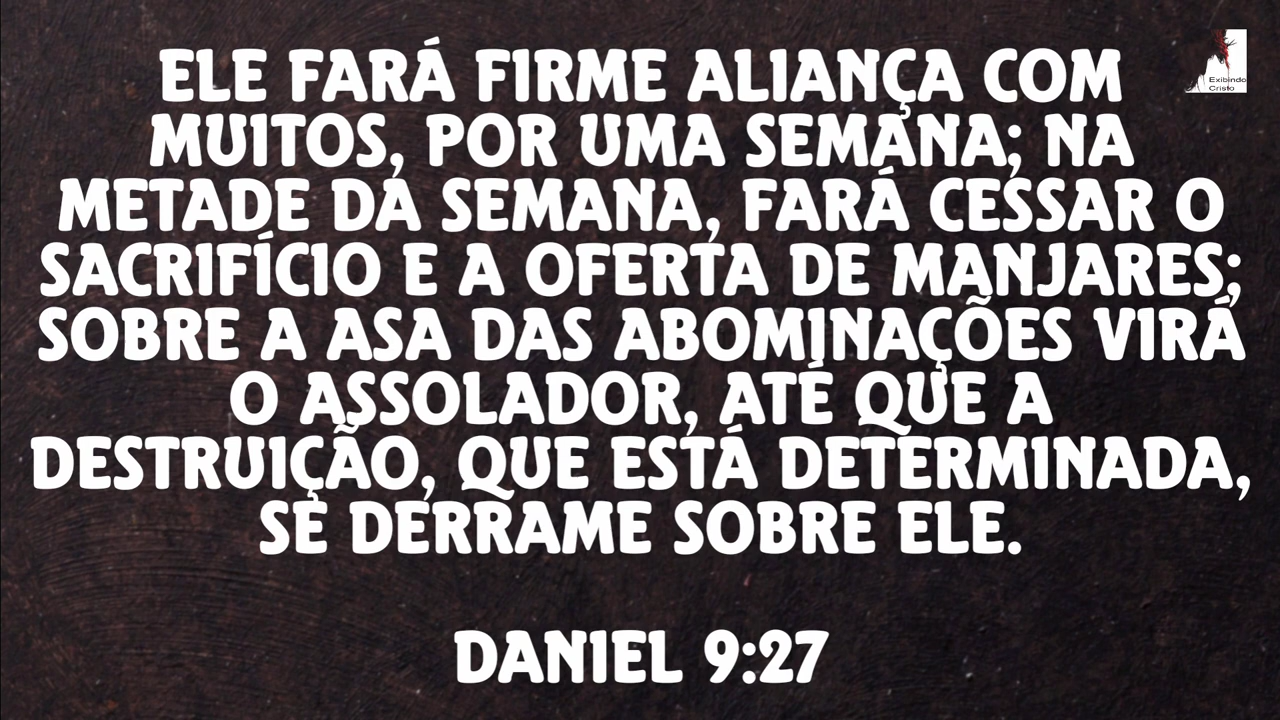 ELE FARÁ FIRME ALIANÇA COM
MUITOS, POR UMA SEMANA; NA
METADE DA SEMANA, FARÁ CESSAR O
SACRIFÍCIO E A OFERTA DE MANJARES;
SOBRE A ASA DAS ABOMINAÇÕES VIRÁ
O ASSOLADOR, ATÉ QUE A
DESTRUIÇÃO, QUE ESTÁ DETERMINADA,
SE DERRAME SOBRE ELE.
DANIEL 9:27
Exibindo
Cristo